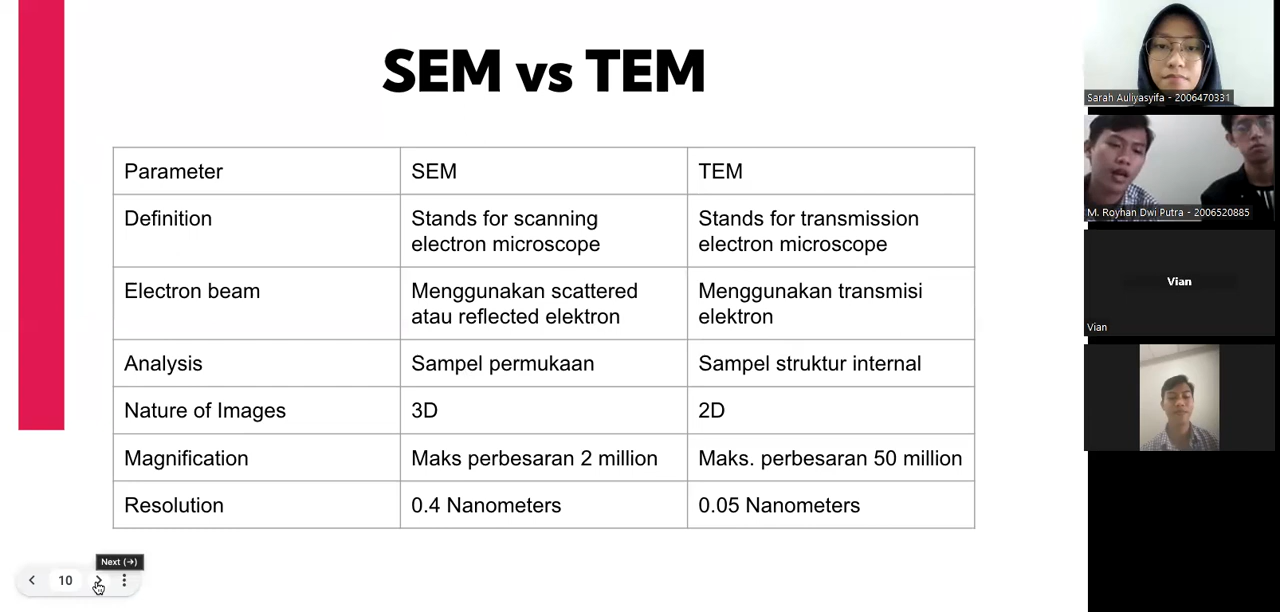 SEM vs TEM
Parameter
SEM
TEM
Definition
Stands for scanning
electron microscope
Stands for transmission
electron microscope
Electron beam
Menggunakan scattered
atau reflected elektron
Menggunakan transmisi
elektron
Analysis
Sampel permukaan
Sampel struktur internal
Nature of Images
3D
2D
Magnification
Maks perbesaran 2 million
Maks. perbesaran 50 million
Resolution
0.4 Nanometers
0.05 Nanometers
Next (→)
10
Sarah Auliyasyifa - 2006470331
M. Royhan Dwi Putra - 2006520885
Vian
Vian